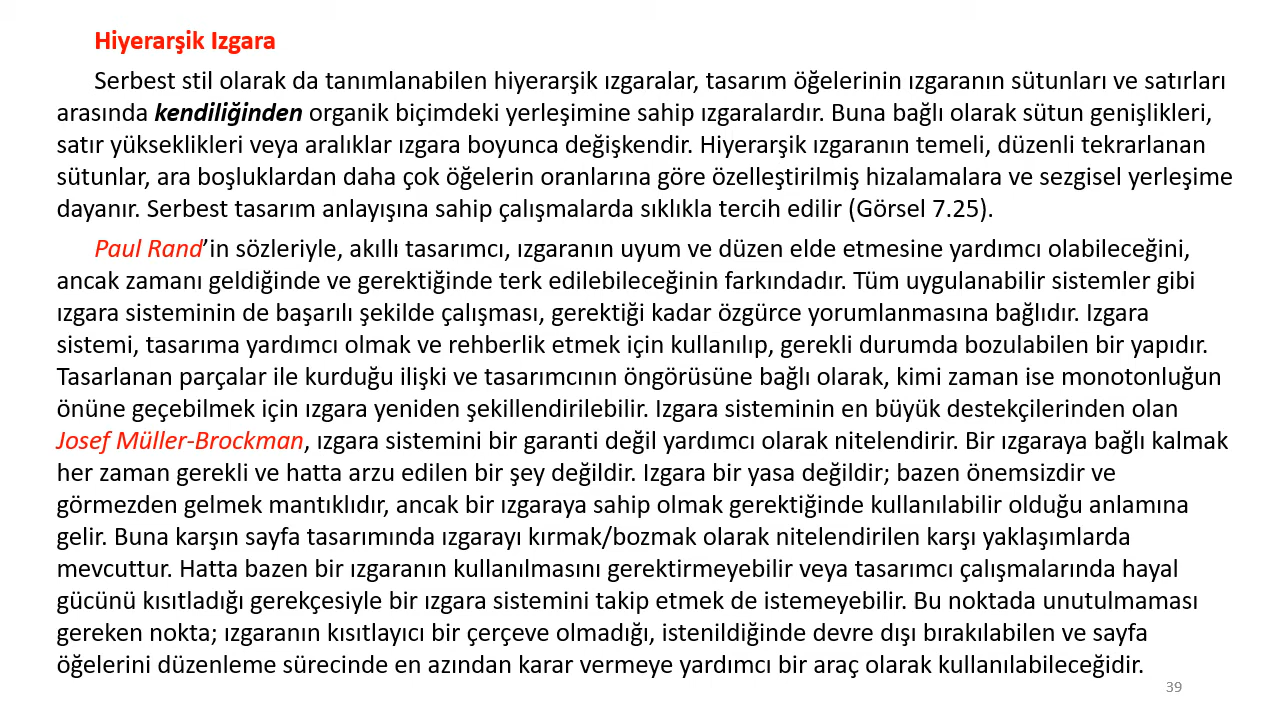 Hiyerarşik Izgara
Serbest stil olarak da tanımlanabilen hiyerarşik ızgaralar, tasarım öğelerinin ızgaranın sütunları ve satırları
arasında kendiliğinden organik biçimdeki yerleşimine sahip ızgaralardır. Buna bağlı olarak sütun genişlikleri,
satır yükseklikleri veya aralıklar ızgara boyunca değişkendir. Hiyerarşik ızgaranın temeli, düzenli tekrarlanan
sütunlar, ara boşluklardan daha çok öğelerin oranlarına göre özelleştirilmiş hizalamalara ve sezgisel yerleşime
dayanır. Serbest tasarım anlayışına sahip çalışmalarda sıklıkla tercih edilir (Görsel 7.25).
Paul Rand’in sözleriyle, akıllı tasarımcı, ızgaranın uyum ve düzen elde etmesine yardımcı olabileceğini,
ancak zamanı geldiğinde ve gerektiğinde terk edilebileceğinin farkındadır. Tüm uygulanabilir sistemler gibi
ızgara sisteminin de başarılı şekilde çalışması, gerektiği kadar özgürce yorumlanmasına bağlıdır. Izgara
sistemi, tasarıma yardımcı olmak ve rehberlik etmek için kullanılıp, gerekli durumda bozulabilen bir yapıdır.
Tasarlanan parçalar ile kurduğu ilişki ve tasarımcının öngörüsüne bağlı olarak, kimi zaman ise monotonluğun
önüne geçebilmek için ızgara yeniden şekillendirilebilir. Izgara sisteminin en büyük destekçilerinden olan
Josef Müller-Brockman, ızgara sistemini bir garanti değil yardımcı olarak nitelendirir. Bir ızgaraya bağlı kalmak
her zaman gerekli ve hatta arzu edilen bir şey değildir. Izgara bir yasa değildir; bazen önemsizdir ve
görmezden gelmek mantıklıdır, ancak bir ızgaraya sahip olmak gerektiğinde kullanılabilir olduğu anlamına
gelir. Buna karşın sayfa tasarımında ızgarayı kırmak/bozmak olarak nitelendirilen karşı yaklaşımlarda
mevcuttur. Hatta bazen bir ızgaranın kullanılmasını gerektirmeyebilir veya tasarımcı çalışmalarında hayal
gücünü kısıtladığı gerekçesiyle bir ızgara sistemini takip etmek de istemeyebilir. Bu noktada unutulmaması
gereken nokta; ızgaranın kısıtlayıcı bir çerçeve olmadığı, istenildiğinde devre dışı bırakılabilen ve sayfa
öğelerini düzenleme sürecinde en azından karar vermeye yardımcı bir araç olarak kullanılabileceğidir.
39